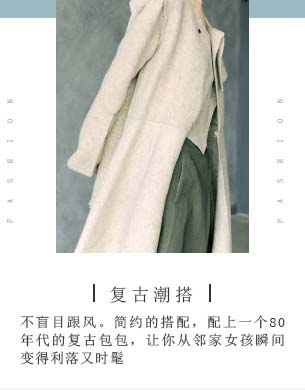 FASHION
FASHION
复古潮搭
不盲目跟风。简约的搭配，配上一个80
年代的复古包包，让你从邻家女孩瞬间
变得利落又时髦